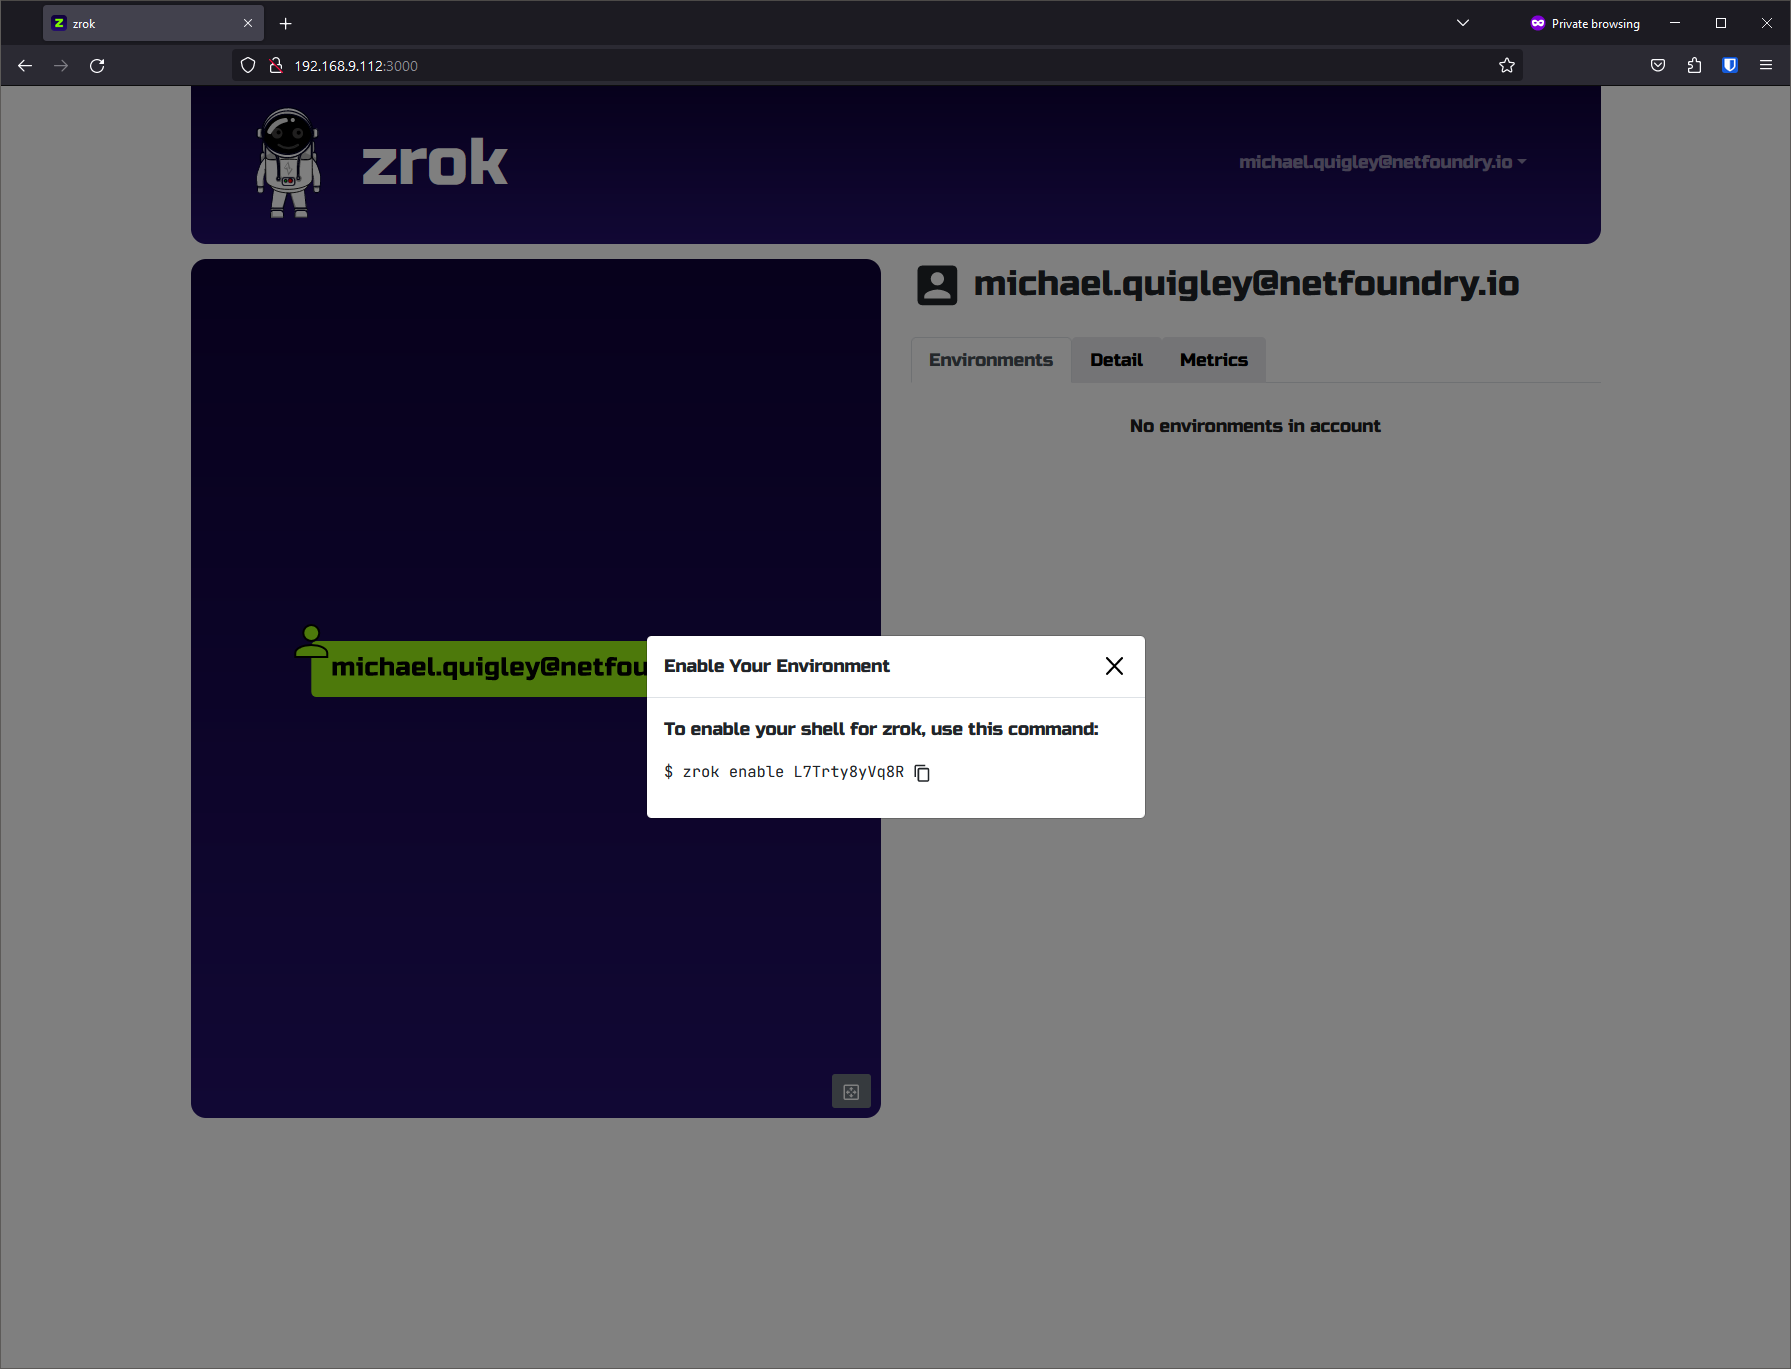 zrok
Private browsing
192.168.9.112:3000
zrok
michael.quigley@netfoundry.io
michael.quigley@netfoundry.io
Environments
Detail
Metrics
No environments in account
michael.quigley@netfou
Enable Your Environment
To enable your shell for zrok, use this command:
$ zrok enable L7Trty8yVq8R